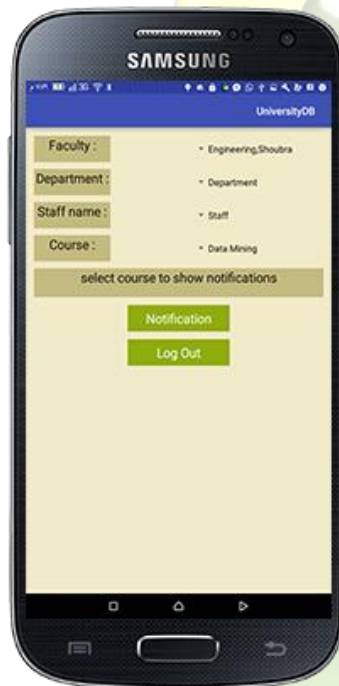 SAMSUNG
UniversityDB
Faculty :
Engineering,Shoubra
Department :
Department
Staff name :
Staff
Course :
Data Mining
select course to show notifications
Notification
Log Out